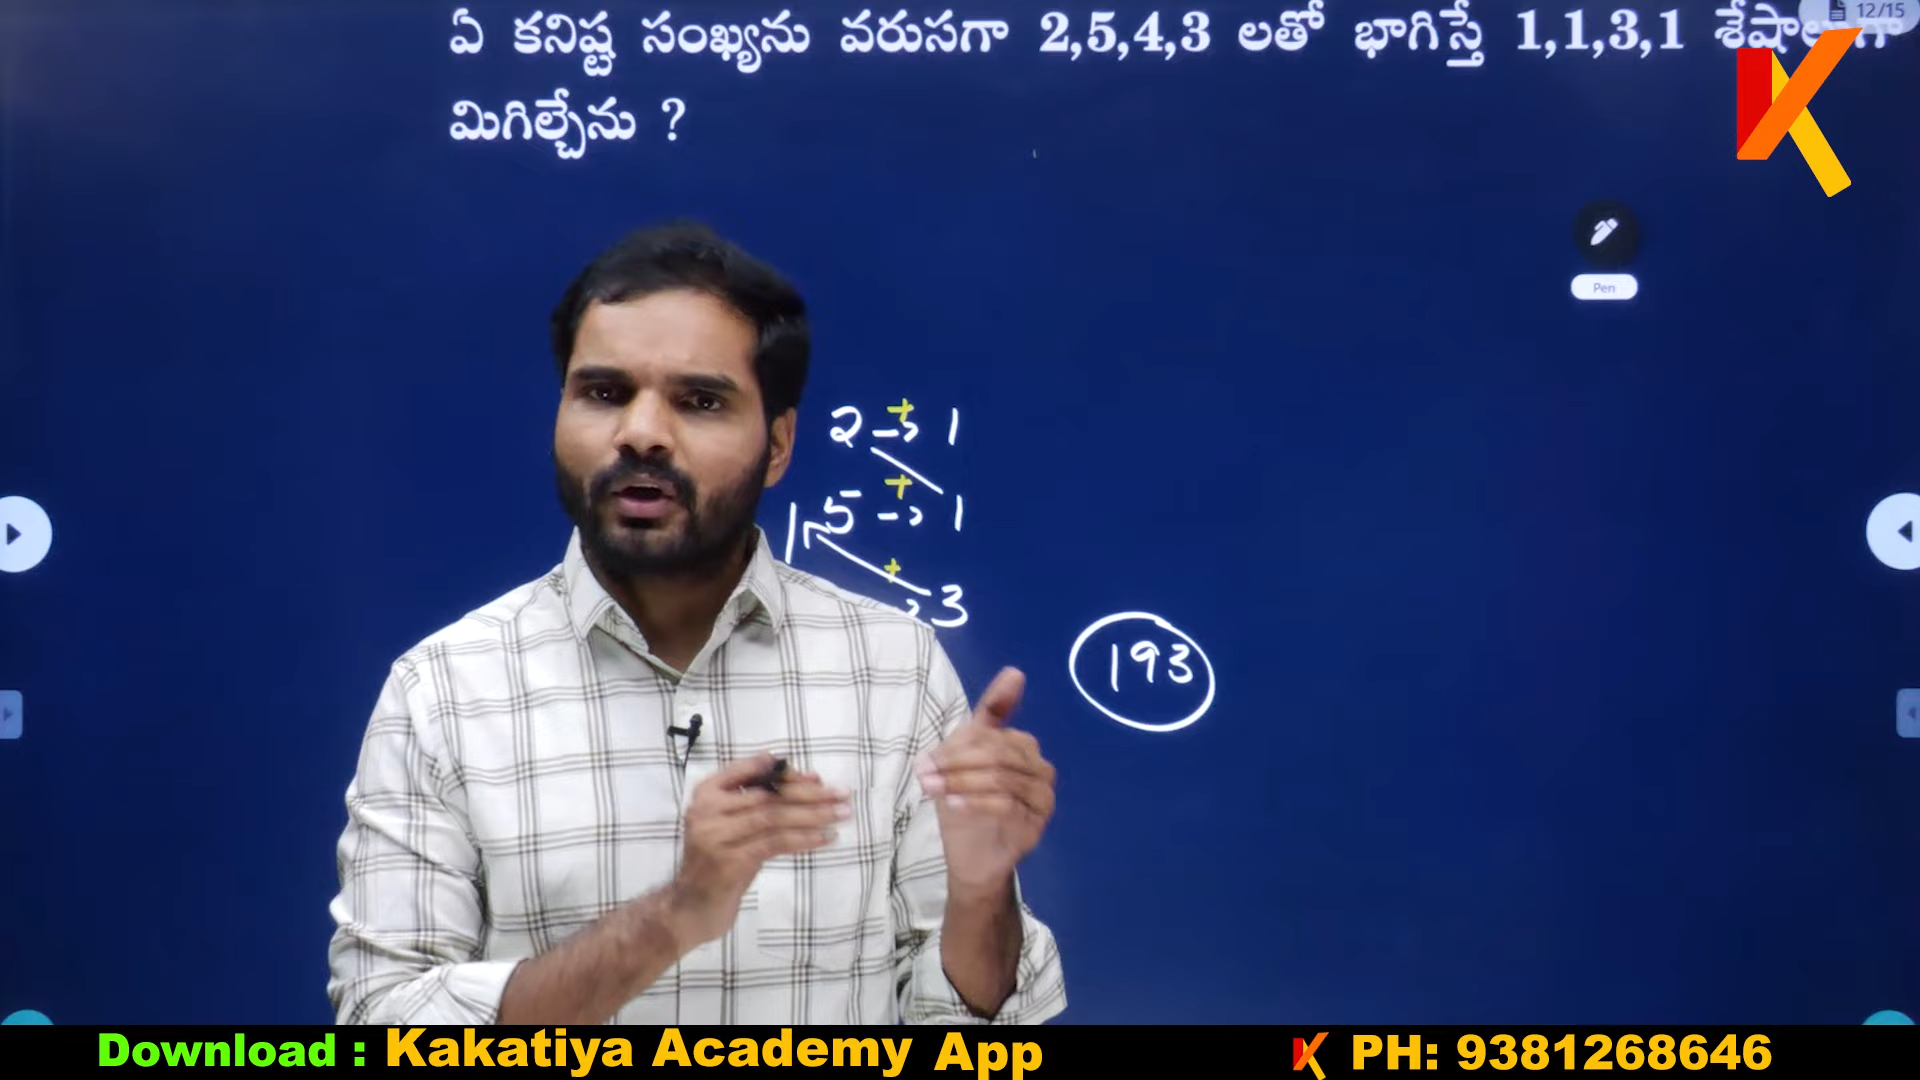 12/15
ఏ కనిష్ట సంఖ్యను వరుసగా 2,5,4,3 లతో భాగిస్తే 1,1,3,1 శేషాలుగా
మిగిల్చేను ?
Pen
2 → 1
+
5 → 1
+
1
+
3
193
Download : Kakatiya Academy App
PH: 9381268646